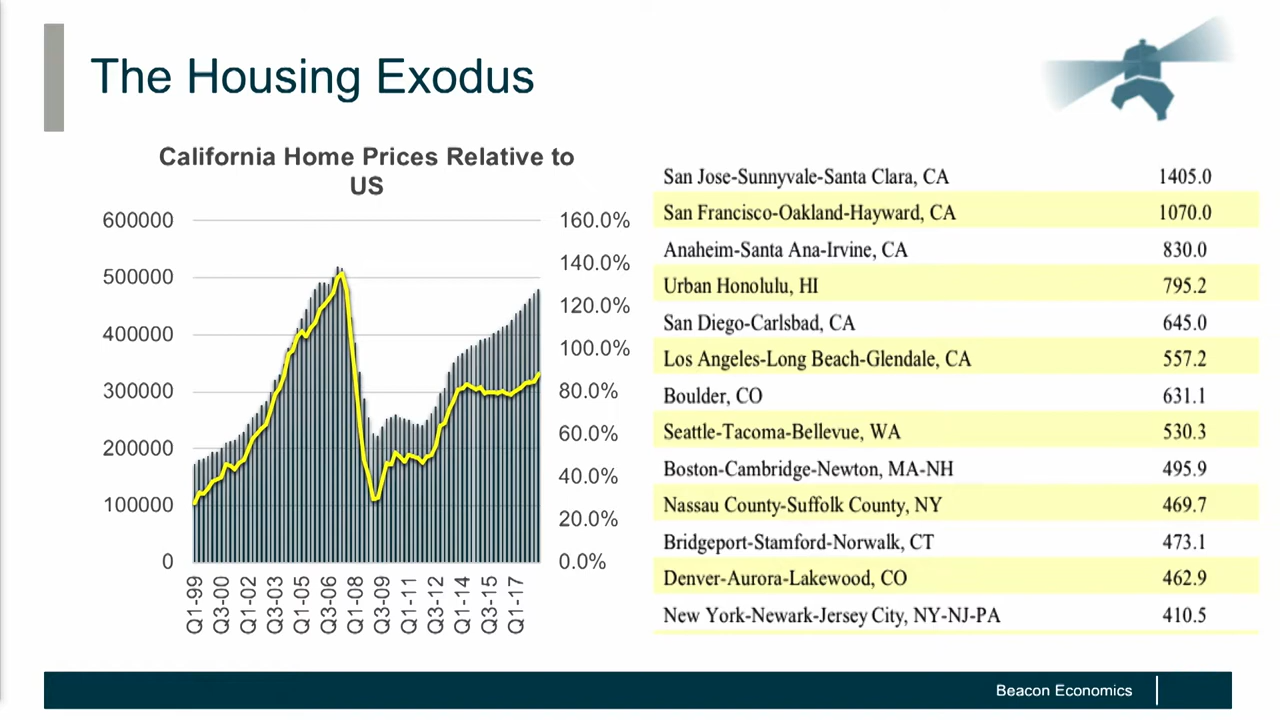 The Housing Exodus
California Home Prices Relative to
US
600000
500000
400000
300000
200000
100000
0
160.0%
140.0%
120.0%
100.0%
80.0%
60.0%
40.0%
20.0%
0.0%
Q1-99
Q3-00
Q1-02
Q3-03
Q1-05
Q3-06
Q1-08
Q3-09
Q1-11
Q3-12
Q1-14
Q3-15
Q1-17
San Jose-Sunnyvale-Santa Clara, CA 1405.0
San Francisco-Oakland-Hayward, CA 1070.0
Anaheim-Santa Ana-Irvine, CA 830.0
Urban Honolulu, HI 795.2
San Diego-Carlsbad, CA 645.0
Los Angeles-Long Beach-Glendale, CA 557.2
Boulder, CO 631.1
Seattle-Tacoma-Bellevue, WA 530.3
Boston-Cambridge-Newton, MA-NH 495.9
Nassau County-Suffolk County, NY 469.7
Bridgeport-Stamford-Norwalk, CT 473.1
Denver-Aurora-Lakewood, CO 462.9
New York-Newark-Jersey City, NY-NJ-PA 410.5
Beacon Economics